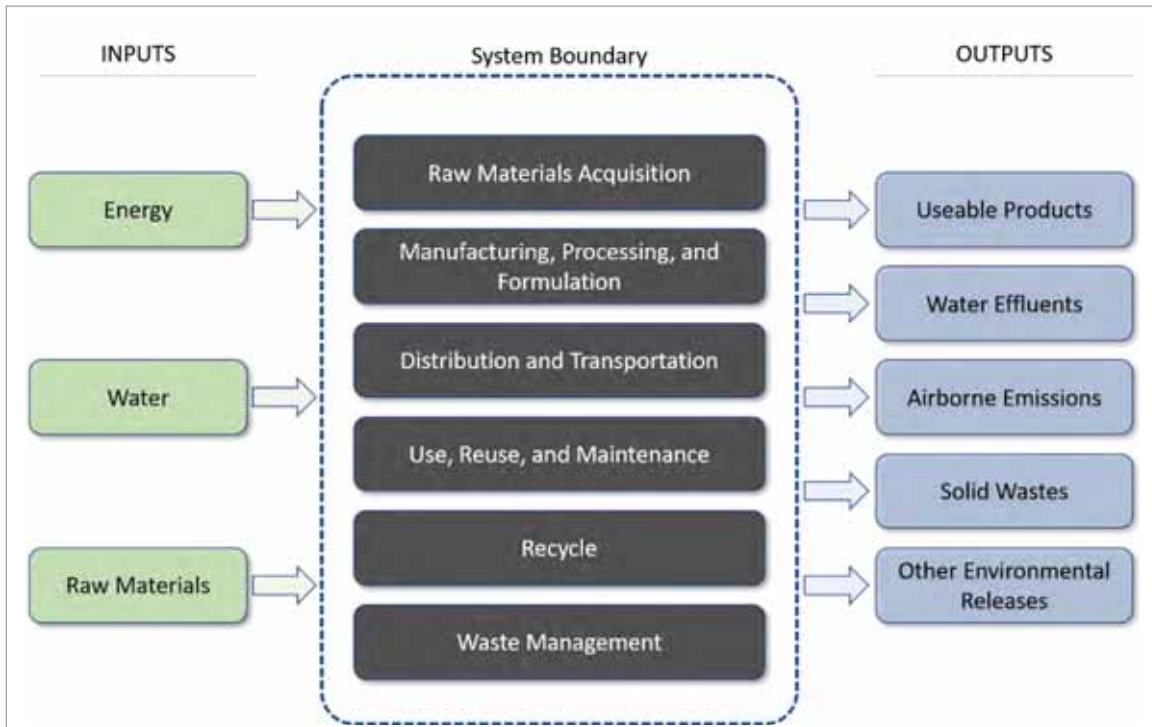 INPUTS
System Boundary
OUTPUTS
Energy
Water
Raw Materials
Raw Materials Acquisition
Manufacturing, Processing, and
Formulation
Distribution and Transportation
Use, Reuse, and Maintenance
Recycle
Waste Management
Useable Products
Water Effluents
Airborne Emissions
Solid Wastes
Other Environmental
Releases